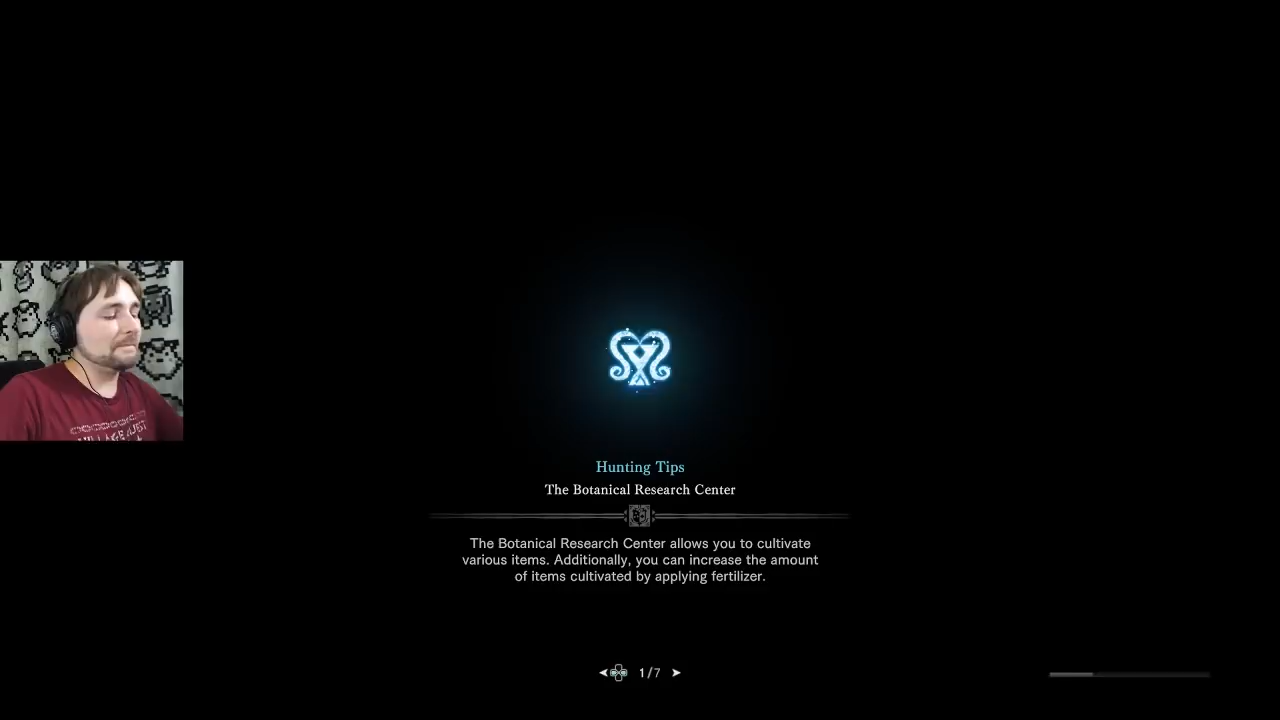 Hunting Tips
The Botanical Research Center
The Botanical Research Center allows you to cultivate
various items. Additionally, you can increase the amount
of items cultivated by applying fertilizer.
1/7